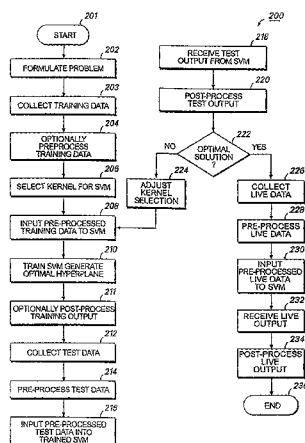 200
201
START
202
FORMULATE PROBLEM
203
COLLECT TRAINING DATA
204
OPTIONALLY
PREPROCESS
TRAINING DATA
205
SELECT KERNEL FOR SVM
208
INPUT PRE-PROCESSED
TRAINING DATA TO SVM
210
TRAIN SVM GENERATE
OPTIMAL HYPERPLANE
211
OPTIONALLY POST-PROCESS
TRAINING OUTPUT
212
COLLECT TEST DATA
214
PRE-PROCESS TEST DATA
216
INPUT PRE-PROCESSED
TEST DATA INTO
TRAINED SVM
218
RECEIVE TEST
OUTPUT FROM SVM
220
POST-PROCESS
TEST OUTPUT
222
OPTIMAL
SOLUTION
?
NO
YES
224
ADJUST
KERNEL
SELECTION
226
COLLECT
LIVE DATA
228
PRE-PROCESS
LIVE DATA
230
INPUT
PRE-PROCESSED
LIVE DATA
TO SVM
232
RECEIVE LIVE
OUTPUT
234
POST-PROCESS
LIVE
OUTPUT
236
END